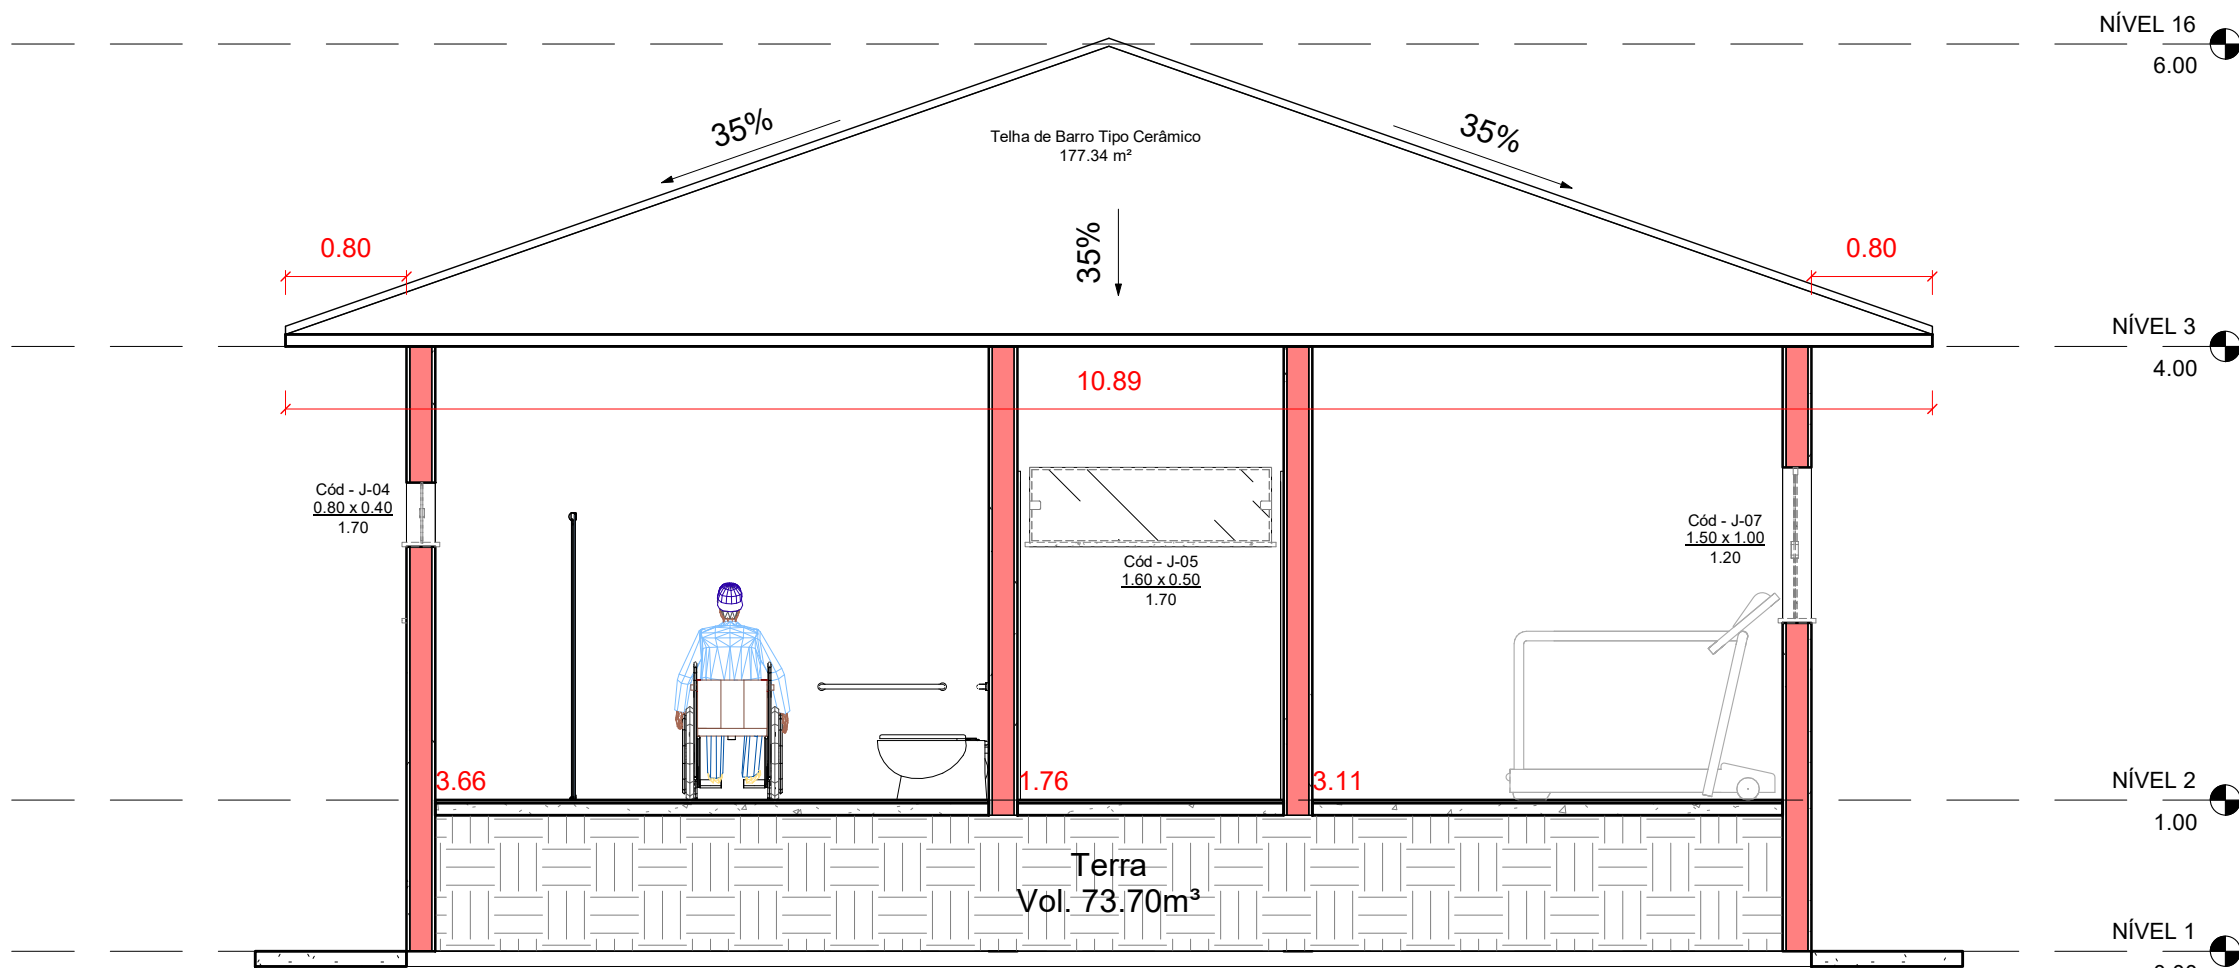 NÍVEL 16
6.00
35%
35%
Telha de Barro Tipo Cerâmico
177.34 m²
35%
0.80
0.80
NÍVEL 3
4.00
10.89
Cód - J-04
0.80 x 0.40
1.70
Cód - J-05
1.60 x 0.50
1.70
Cód - J-07
1.50 x 1.00
1.20
3.66
1.76
3.11
NÍVEL 2
1.00
Terra
Vol. 73.70m³
NÍVEL 1